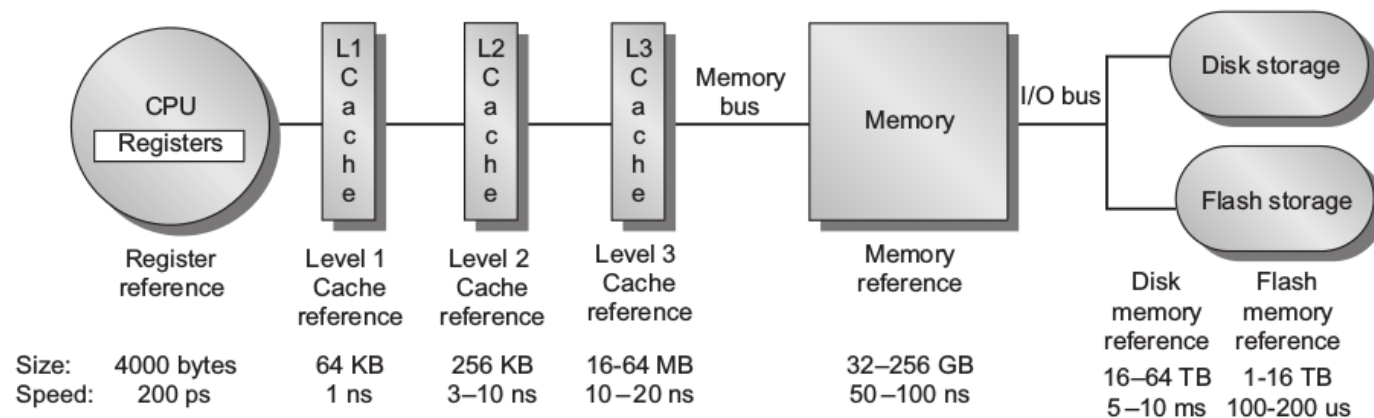 CPU
Registers
L1
C
a
c
h
e
L2
C
a
c
h
e
L3
C
a
c
h
e
Memory
bus
Memory
I/O bus
Disk storage
Flash storage
Register
reference
Level 1
Cache
reference
Level 2
Cache
reference
Level 3
Cache
reference
Memory
reference
Disk
memory
reference
Flash
memory
reference
Size: 4000 bytes 64 KB 256 KB 16-64 MB 32–256 GB 16–64 TB 1-16 TB
Speed: 200 ps 1 ns 3–10 ns 10–20 ns 50–100 ns 5–10 ms 100-200 us